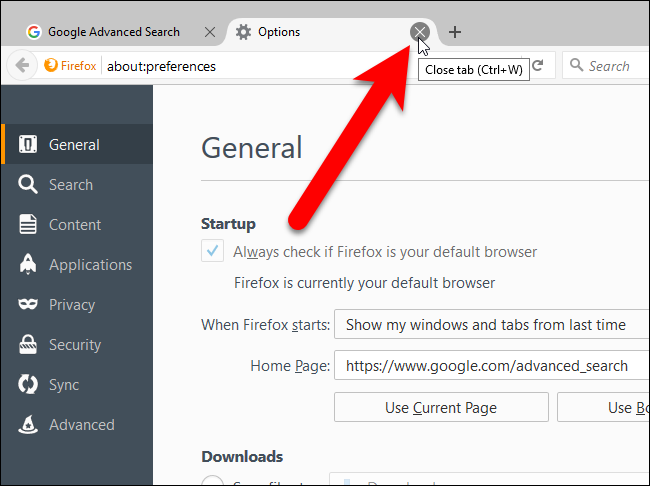 Google Advanced Search
Options
Close tab (Ctrl+W)
Firefox
about:preferences
Search
General
Search
Content
Applications
Privacy
Security
Sync
Advanced
General
Startup
Always check if Firefox is your default browser
Firefox is currently your default browser
When Firefox starts: Show my windows and tabs from last time
Home Page: https://www.google.com/advanced_search
Use Current Page
Use Bo
Downloads